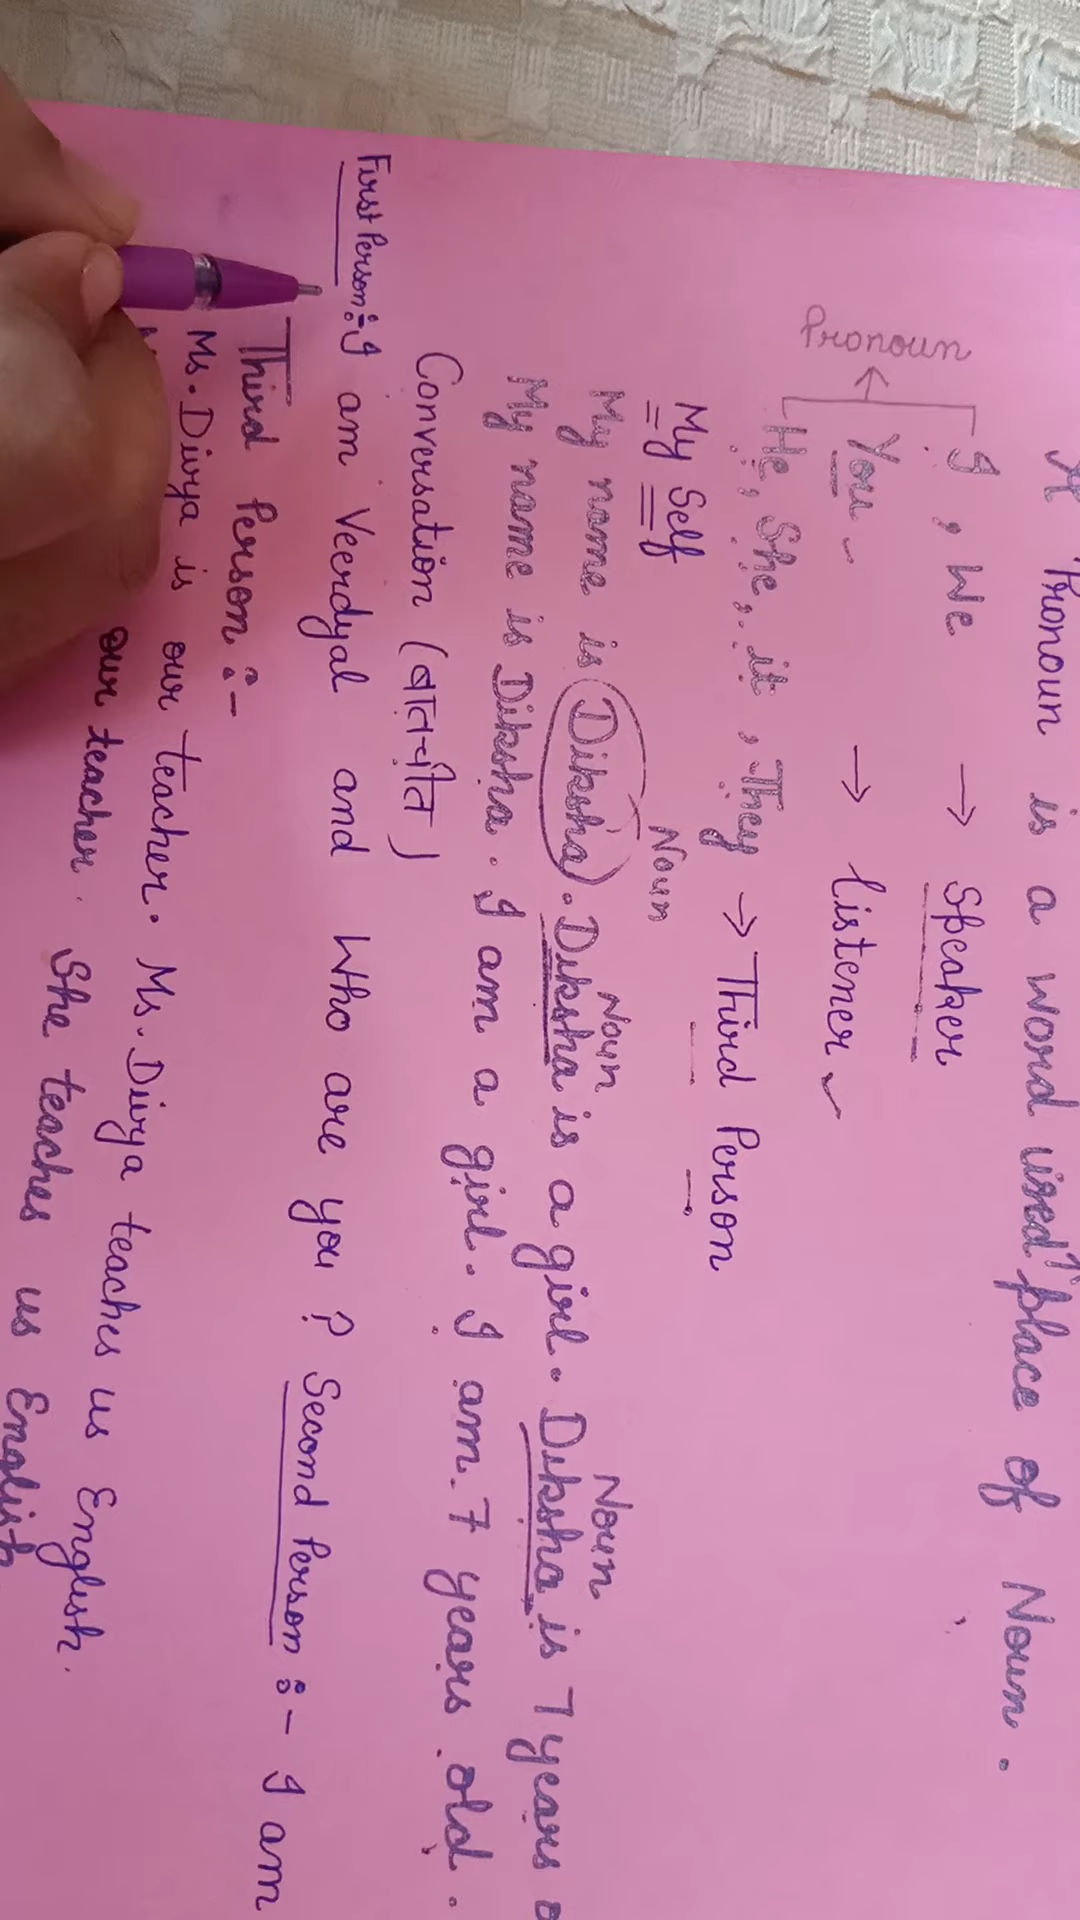 A Pronoun is a word used place of Noun.
I, We → Speaker
Pronoun
You → listener
He, She, it, They → Third Person
My Self
Noun Noun Noun
My name is Diksha. Diksha is a girl. Diksha is 7 years
My name is Diksha. I am a girl. I am 7 years old.
Conversation (बातचीत)
First Person:- I am Veerdyal and Who are you? Second Person:- I am
Third Person:-
Ms. Divya is our teacher. Ms. Divya teaches us English.
our teacher. She teaches us English